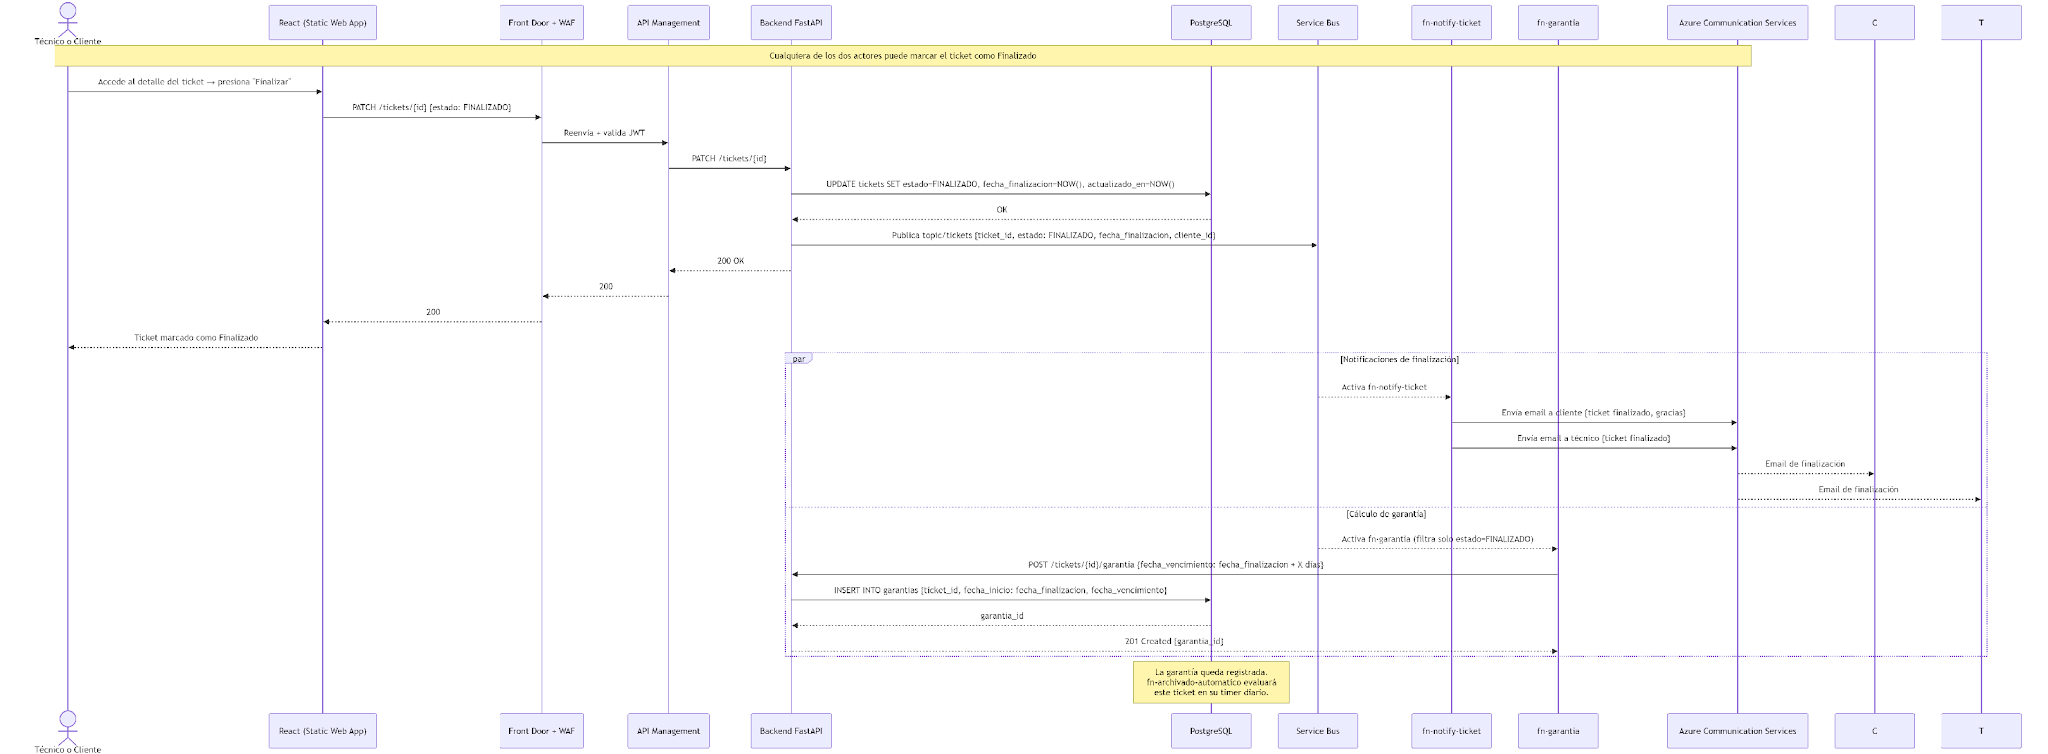 Técnico o Cliente
React (Static Web App)
Front Door + WAF
API Management
Backend FastAPI
PostgreSQL
Service Bus
fn-notify-ticket
fn-garantia
Azure Communication Services
C
T
Cualquiera de los dos actores puede marcar el ticket como Finalizado
Accede al detalle del ticket → presiona "Finalizar"
PATCH /tickets/{id} {estado: FINALIZADO}
Reenvía + valida JWT
PATCH /tickets/{id}
UPDATE tickets SET estado=FINALIZADO, fecha_finalizacion=NOW(), actualizado_en=NOW()
OK
Publica topic/tickets {ticket_id, estado: FINALIZADO, fecha_finalizacion, cliente_id}
200 OK
200
200
Ticket marcado como Finalizado
par
[Notificaciones de finalización]
Activa fn-notify-ticket
Envía email a cliente {ticket finalizado, gracias}
Envía email a técnico {ticket finalizado}
Email de finalización
Email de finalización
[Cálculo de garantía]
Activa fn-garantia (filtra solo estado=FINALIZADO)
POST /tickets/{id}/garantia {fecha_vencimiento: fecha_finalizacion + X días}
INSERT INTO garantias {ticket_id, fecha_inicio: fecha_finalizacion, fecha_vencimiento}
garantia_id
201 Created {garantia_id}
La garantía queda registrada.
fn-archivado-automatico evaluará
este ticket en su timer diario.
Técnico o Cliente
React (Static Web App)
Front Door + WAF
API Management
Backend FastAPI
PostgreSQL
Service Bus
fn-notify-ticket
fn-garantia
Azure Communication Services
C
T